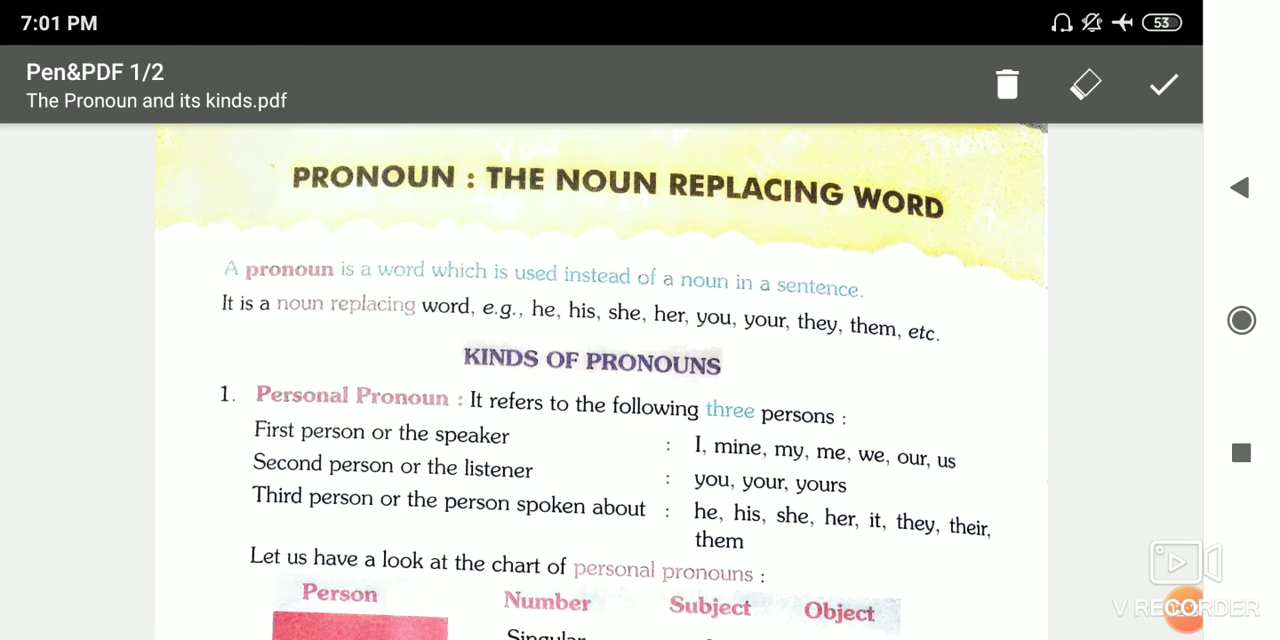 7:01 PM
53
Pen&PDF 1/2
The Pronoun and its kinds.pdf
PRONOUN : THE NOUN REPLACING WORD
A pronoun is a word which is used instead of a noun in a sentence.
It is a noun replacing word, e.g., he, his, she, her, you, your, they, them, etc.
KINDS OF PRONOUNS
1. Personal Pronoun : It refers to the following three persons :
First person or the speaker : I, mine, my, me, we, our, us
Second person or the listener : you, your, yours
Third person or the person spoken about : he, his, she, her, it, they, their,
them
Let us have a look at the chart of personal pronouns :
Person Number Subject Object
Singular
V RECORDER